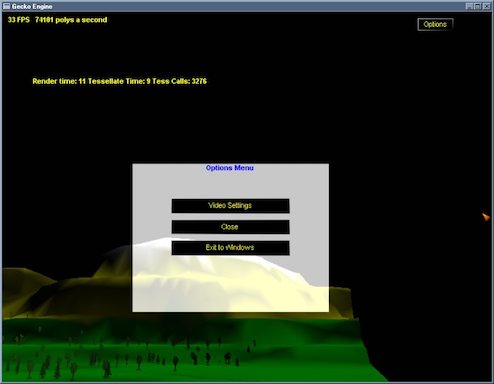 Gecko Engine
33 FPS 74101 polys a second
Options
Render time: 11 Tessellate Time: 9 Tess Calls: 3276
Options Menu
Video Settings
Close
Exit to Windows